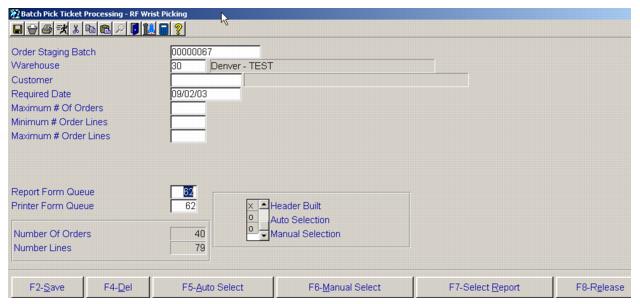 Batch Pick Ticket Processing - RF Wrist Picking
Order Staging Batch 00000067
Warehouse 30 Denver - TEST
Customer
Required Date 09/02/03
Maximum # Of Orders
Minimum # Order Lines
Maximum # Order Lines
Report Form Queue 62
Printer Form Queue 62
X Header Built
0 Auto Selection
0 Manual Selection
Number Of Orders 40
Number Lines 79
F2-Save F4-Del F5-Auto Select F6-Manual Select F7-Select Report F8-Release